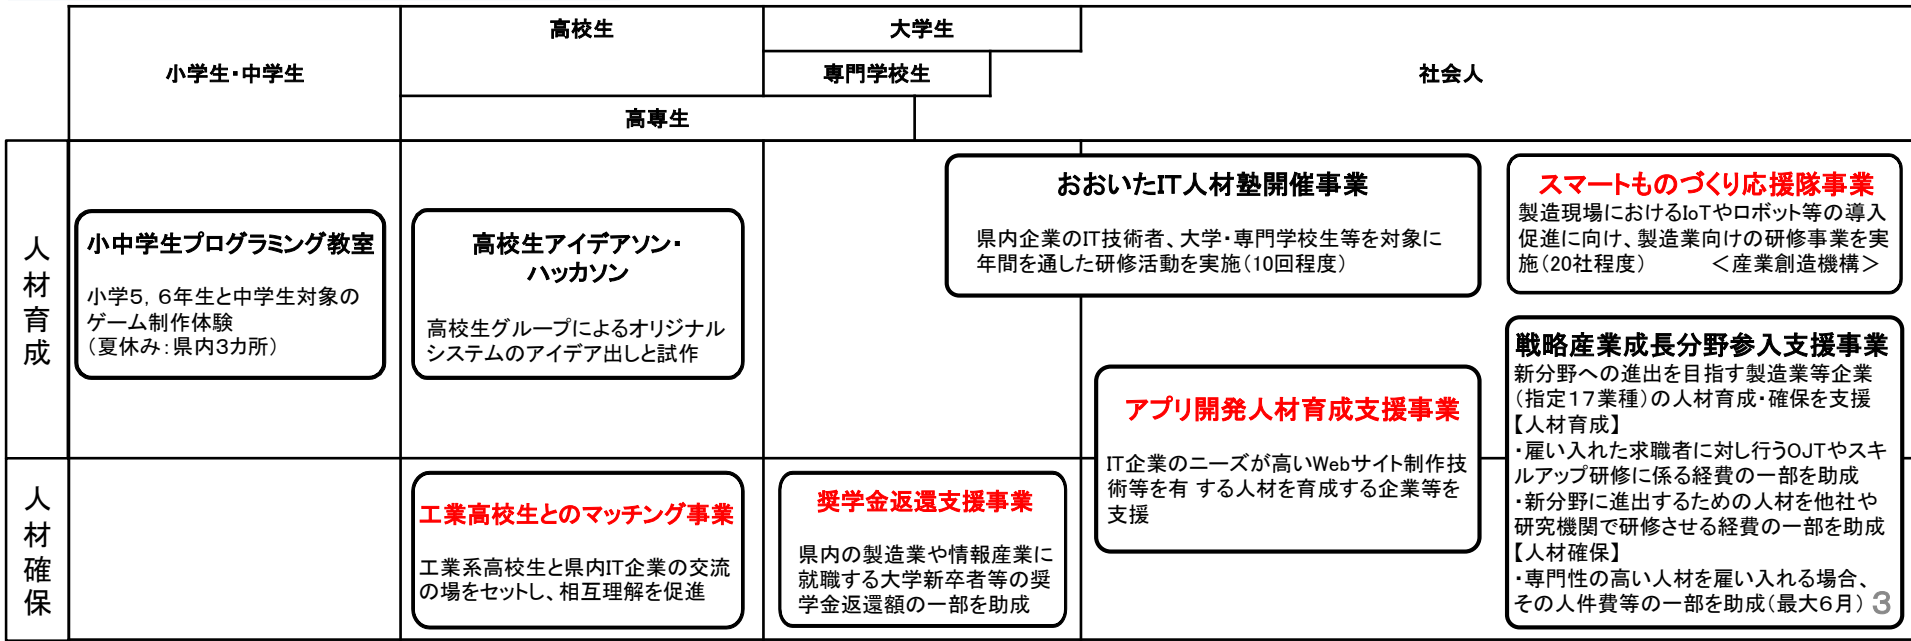 小学生・中学生
高校生
大学生
専門学校生
高専生
社会人
人材育成
小中学生プログラミング教室
小学5，6年生と中学生対象の
ゲーム制作体験
（夏休み：県内3カ所）
高校生アイデアソン・
ハッカソン
高校生グループによるオリジナル
システムのアイデア出しと試作
おおいたIT人材塾開催事業
県内企業のIT技術者、大学・専門学校生等を対象に
年間を通した研修活動を実施（10回程度）
スマートものづくり応援隊事業
製造現場におけるIoTやロボット等の導入
促進に向け、製造業向けの研修事業を実
施（20社程度）　　　＜産業創造機構＞
アプリ開発人材育成支援事業
IT企業のニーズが高いWebサイト制作技
術等を有 する人材を育成する企業等を
支援
戦略産業成長分野参入支援事業
新分野への進出を目指す製造業等企業
（指定17業種）の人材育成・確保を支援
【人材育成】
・雇い入れた求職者に対し行うOJTやスキ
ルアップ研修に係る経費の一部を助成
・新分野に進出するための人材を他社や
研究機関で研修させる経費の一部を助成
【人材確保】
・専門性の高い人材を雇い入れる場合、
その人件費等の一部を助成（最大6月）
人材確保
工業高校生とのマッチング事業
工業系高校生と県内IT企業の交流
の場をセットし、相互理解を促進
奨学金返還支援事業
県内の製造業や情報産業に
就職する大学新卒者等の奨
学金返還額の一部を助成
3